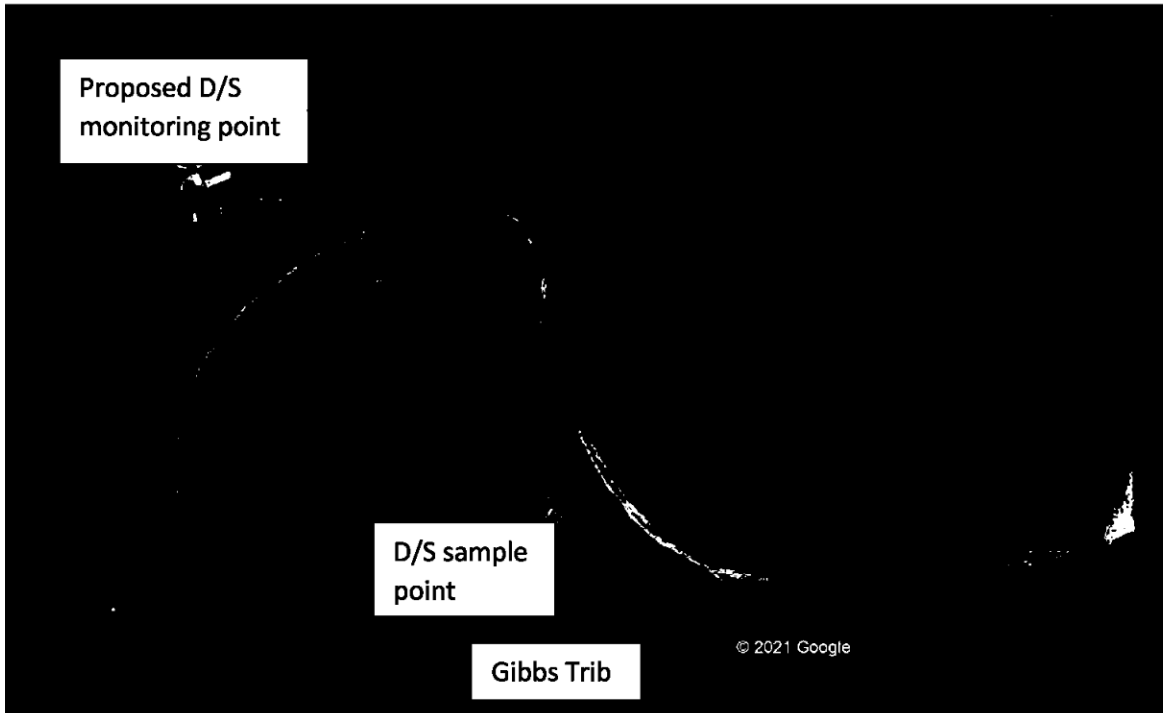 Proposed D/S
monitoring point
D/S sample
point
© 2021 Google
Gibbs Trib